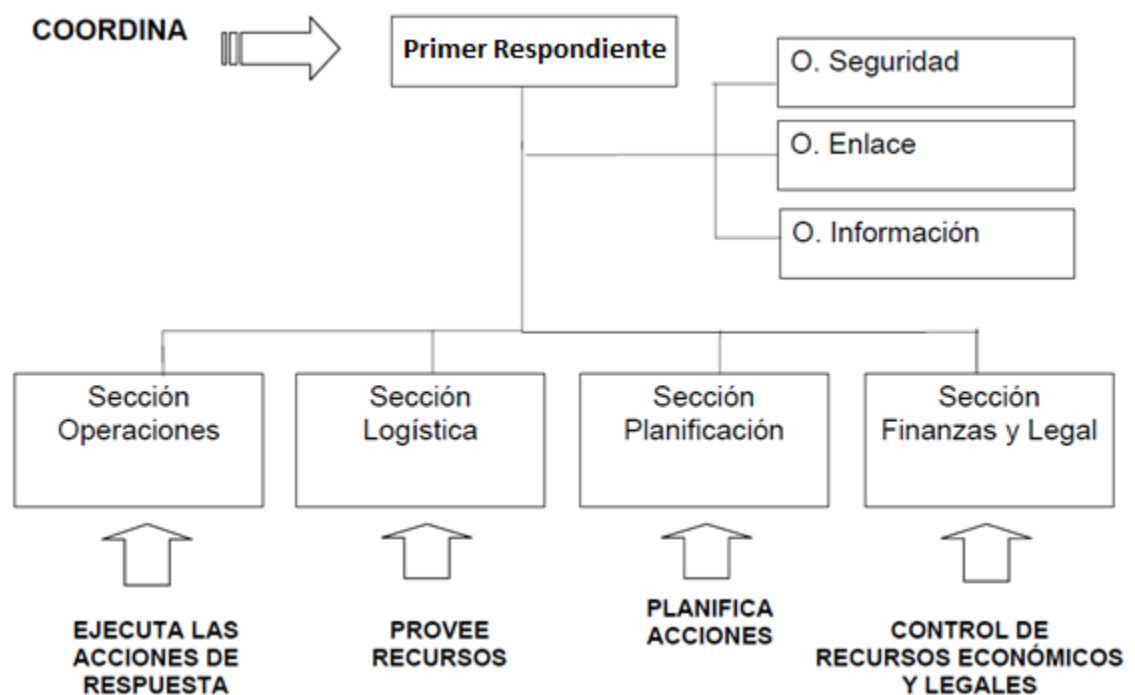 COORDINA
Primer Respondiente
O. Seguridad
O. Enlace
O. Información
Sección
Operaciones
Sección
Logística
Sección
Planificación
Sección
Finanzas y Legal
EJECUTA LAS
ACCIONES DE
RESPUESTA
PROVEE
RECURSOS
PLANIFICA
ACCIONES
CONTROL DE
RECURSOS ECONÓMICOS
Y LEGALES